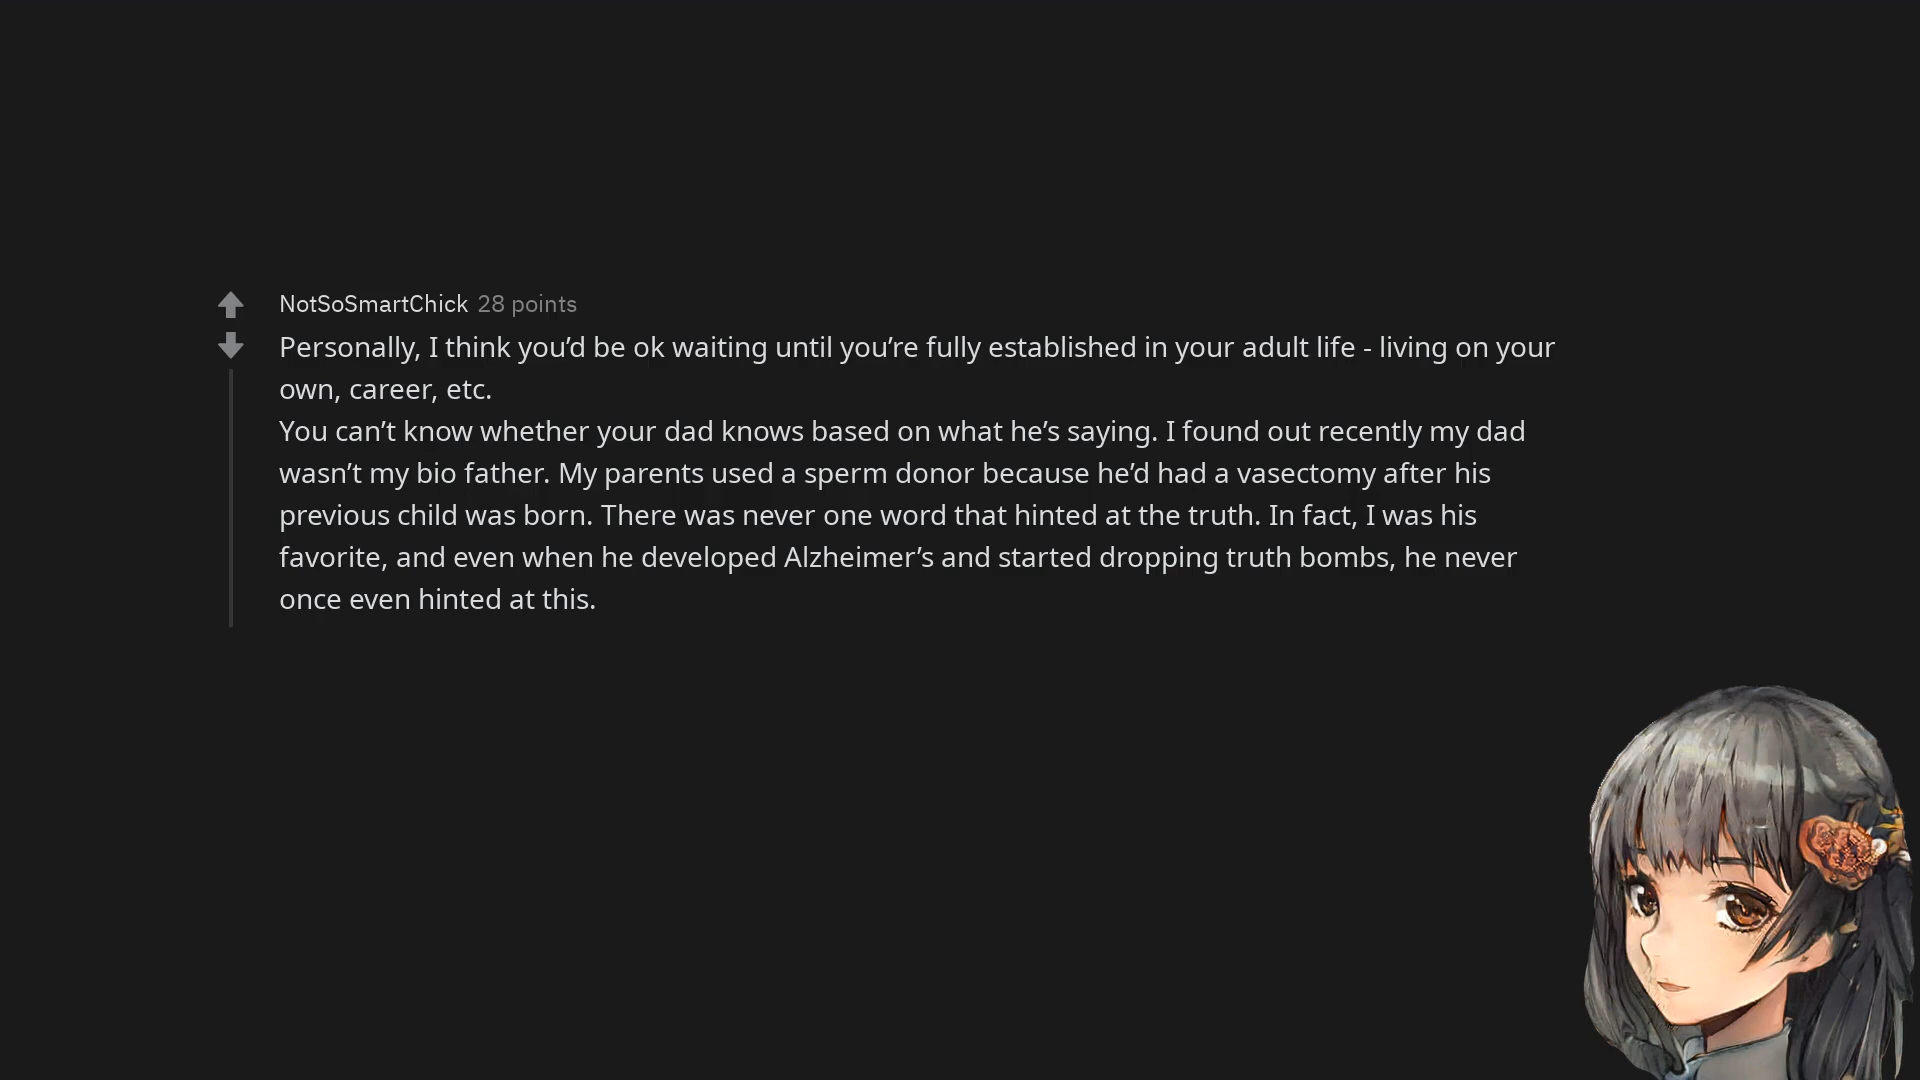 NotSoSmartChick 28 points
Personally, I think you’d be ok waiting until you’re fully established in your adult life - living on your
own, career, etc.
You can’t know whether your dad knows based on what he’s saying. I found out recently my dad
wasn’t my bio father. My parents used a sperm donor because he’d had a vasectomy after his
previous child was born. There was never one word that hinted at the truth. In fact, I was his
favorite, and even when he developed Alzheimer’s and started dropping truth bombs, he never
once even hinted at this.